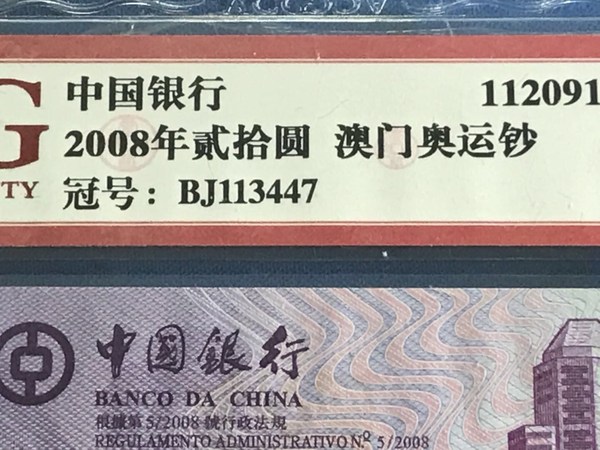 中国银行 112091
2008年贰拾圆 澳门奥运钞
TY
冠号: BJ113447
中國銀行
BANCO DA CHINA
根據第5/2008號行政法規
REGULAMENTO ADMINISTRATIVO N.º 5/2008